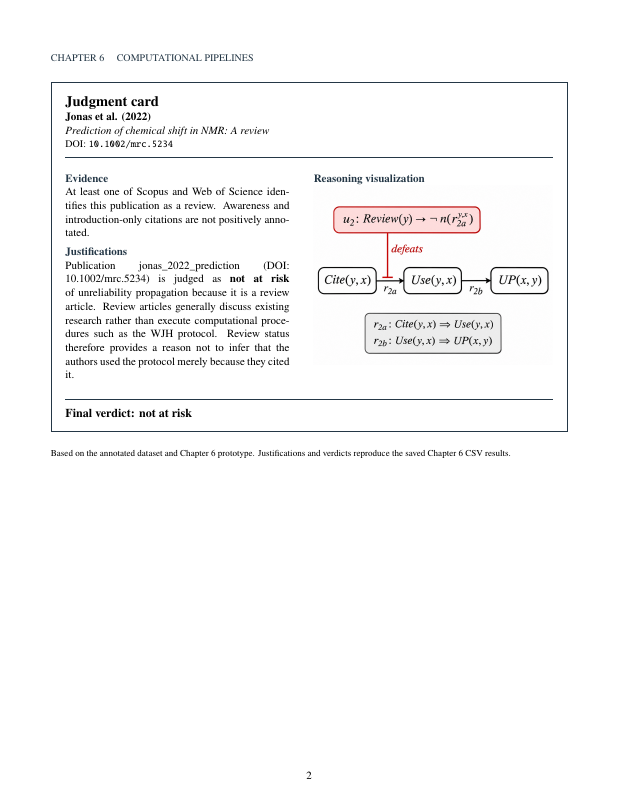 CHAPTER 6 COMPUTATIONAL PIPELINES
Judgment card
Jonas et al. (2022)
Prediction of chemical shift in NMR: A review
DOI: 10.1002/mrc.5234
Evidence
At least one of Scopus and Web of Science iden-
tifies this publication as a review. Awareness and
introduction-only citations are not positively anno-
tated.
Justifications
Publication jonas_2022_prediction (DOI:
10.1002/mrc.5234) is judged as not at risk
of unreliability propagation because it is a review
article. Review articles generally discuss existing
research rather than execute computational proce-
dures such as the WJH protocol. Review status
therefore provides a reason not to infer that the
authors used the protocol merely because they cited
it.
Reasoning visualization
u₂: Review(y) → ¬ n(r₂ₐʸ,ˣ)
defeats
Cite(y, x) r₂ₐ Use(y, x) r₂b UP(x, y)
r₂ₐ: Cite(y, x) ⇒ Use(y, x)
r₂b: Use(y, x) ⇒ UP(x, y)
Final verdict: not at risk
Based on the annotated dataset and Chapter 6 prototype. Justifications and verdicts reproduce the saved Chapter 6 CSV results.
2